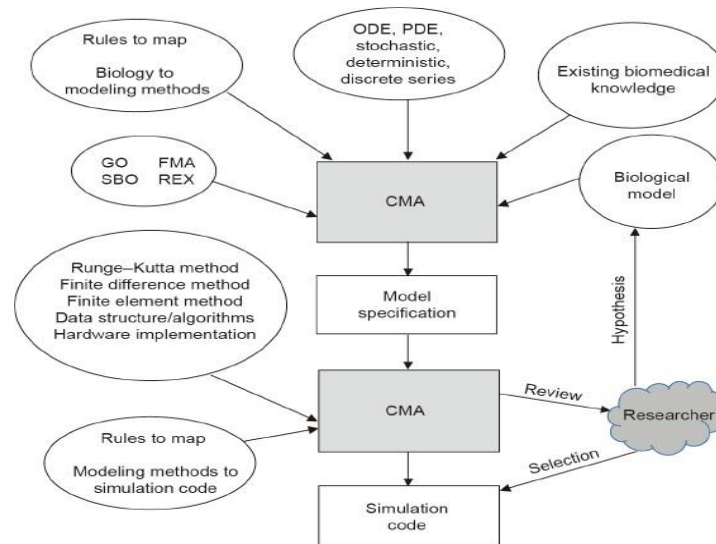 Rules to map
Biology to
modeling methods
ODE, PDE,
stochastic,
deterministic,
discrete series
Existing biomedical
knowledge
GO FMA
SBO REX
CMA
Biological
model
Runge–Kutta method
Finite difference method
Finite element method
Data structure/algorithms
Hardware implementation
Model
specification
Hypothesis
CMA
Review
Researcher
Rules to map
Modeling methods to
simulation code
Selection
Simulation
code